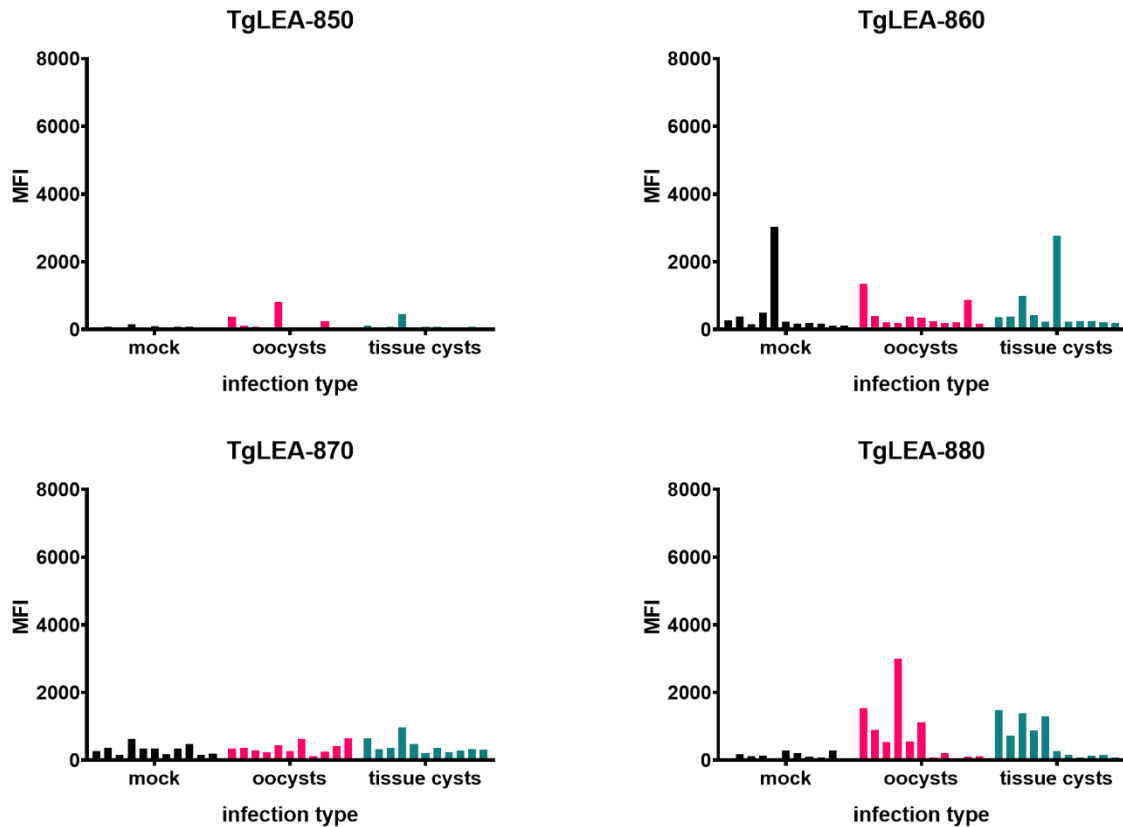 TgLEA-850
8000
6000
4000
2000
0
MFI
mock oocysts tissue cysts
infection type
TgLEA-860
8000
6000
4000
2000
0
MFI
mock oocysts tissue cysts
infection type
TgLEA-870
8000
6000
4000
2000
0
MFI
mock oocysts tissue cysts
infection type
TgLEA-880
8000
6000
4000
2000
0
MFI
mock oocysts tissue cysts
infection type